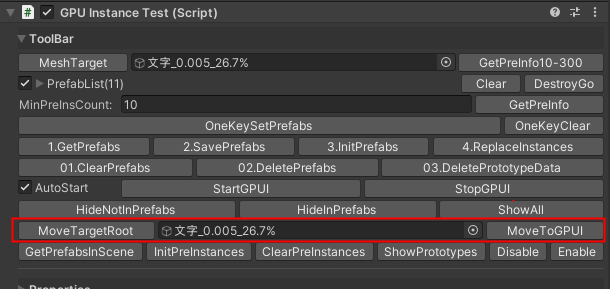 GPU Instance Test (Script)
ToolBar
MeshTarget 文字_0.005_26.7% GetPreInfo10-300
PrefabList(11) Clear DestroyGo
MinPreInsCount: 10 GetPreInfo
OneKeySetPrefabs OneKeyClear
1.GetPrefabs 2.SavePrefabs 3.InitPrefabs 4.ReplaceInstances
01.ClearPrefabs 02.DeletePrefabs 03.DeletePrototypeData
AutoStart StartGPUI StopGPUI
HideNotInPrefabs HideInPrefabs ShowAll
MoveTargetRoot 文字_0.005_26.7% MoveToGPUI
GetPrefabsInScene InitPreInstances ClearPreInstances ShowPrototypes Disable Enable
Properties